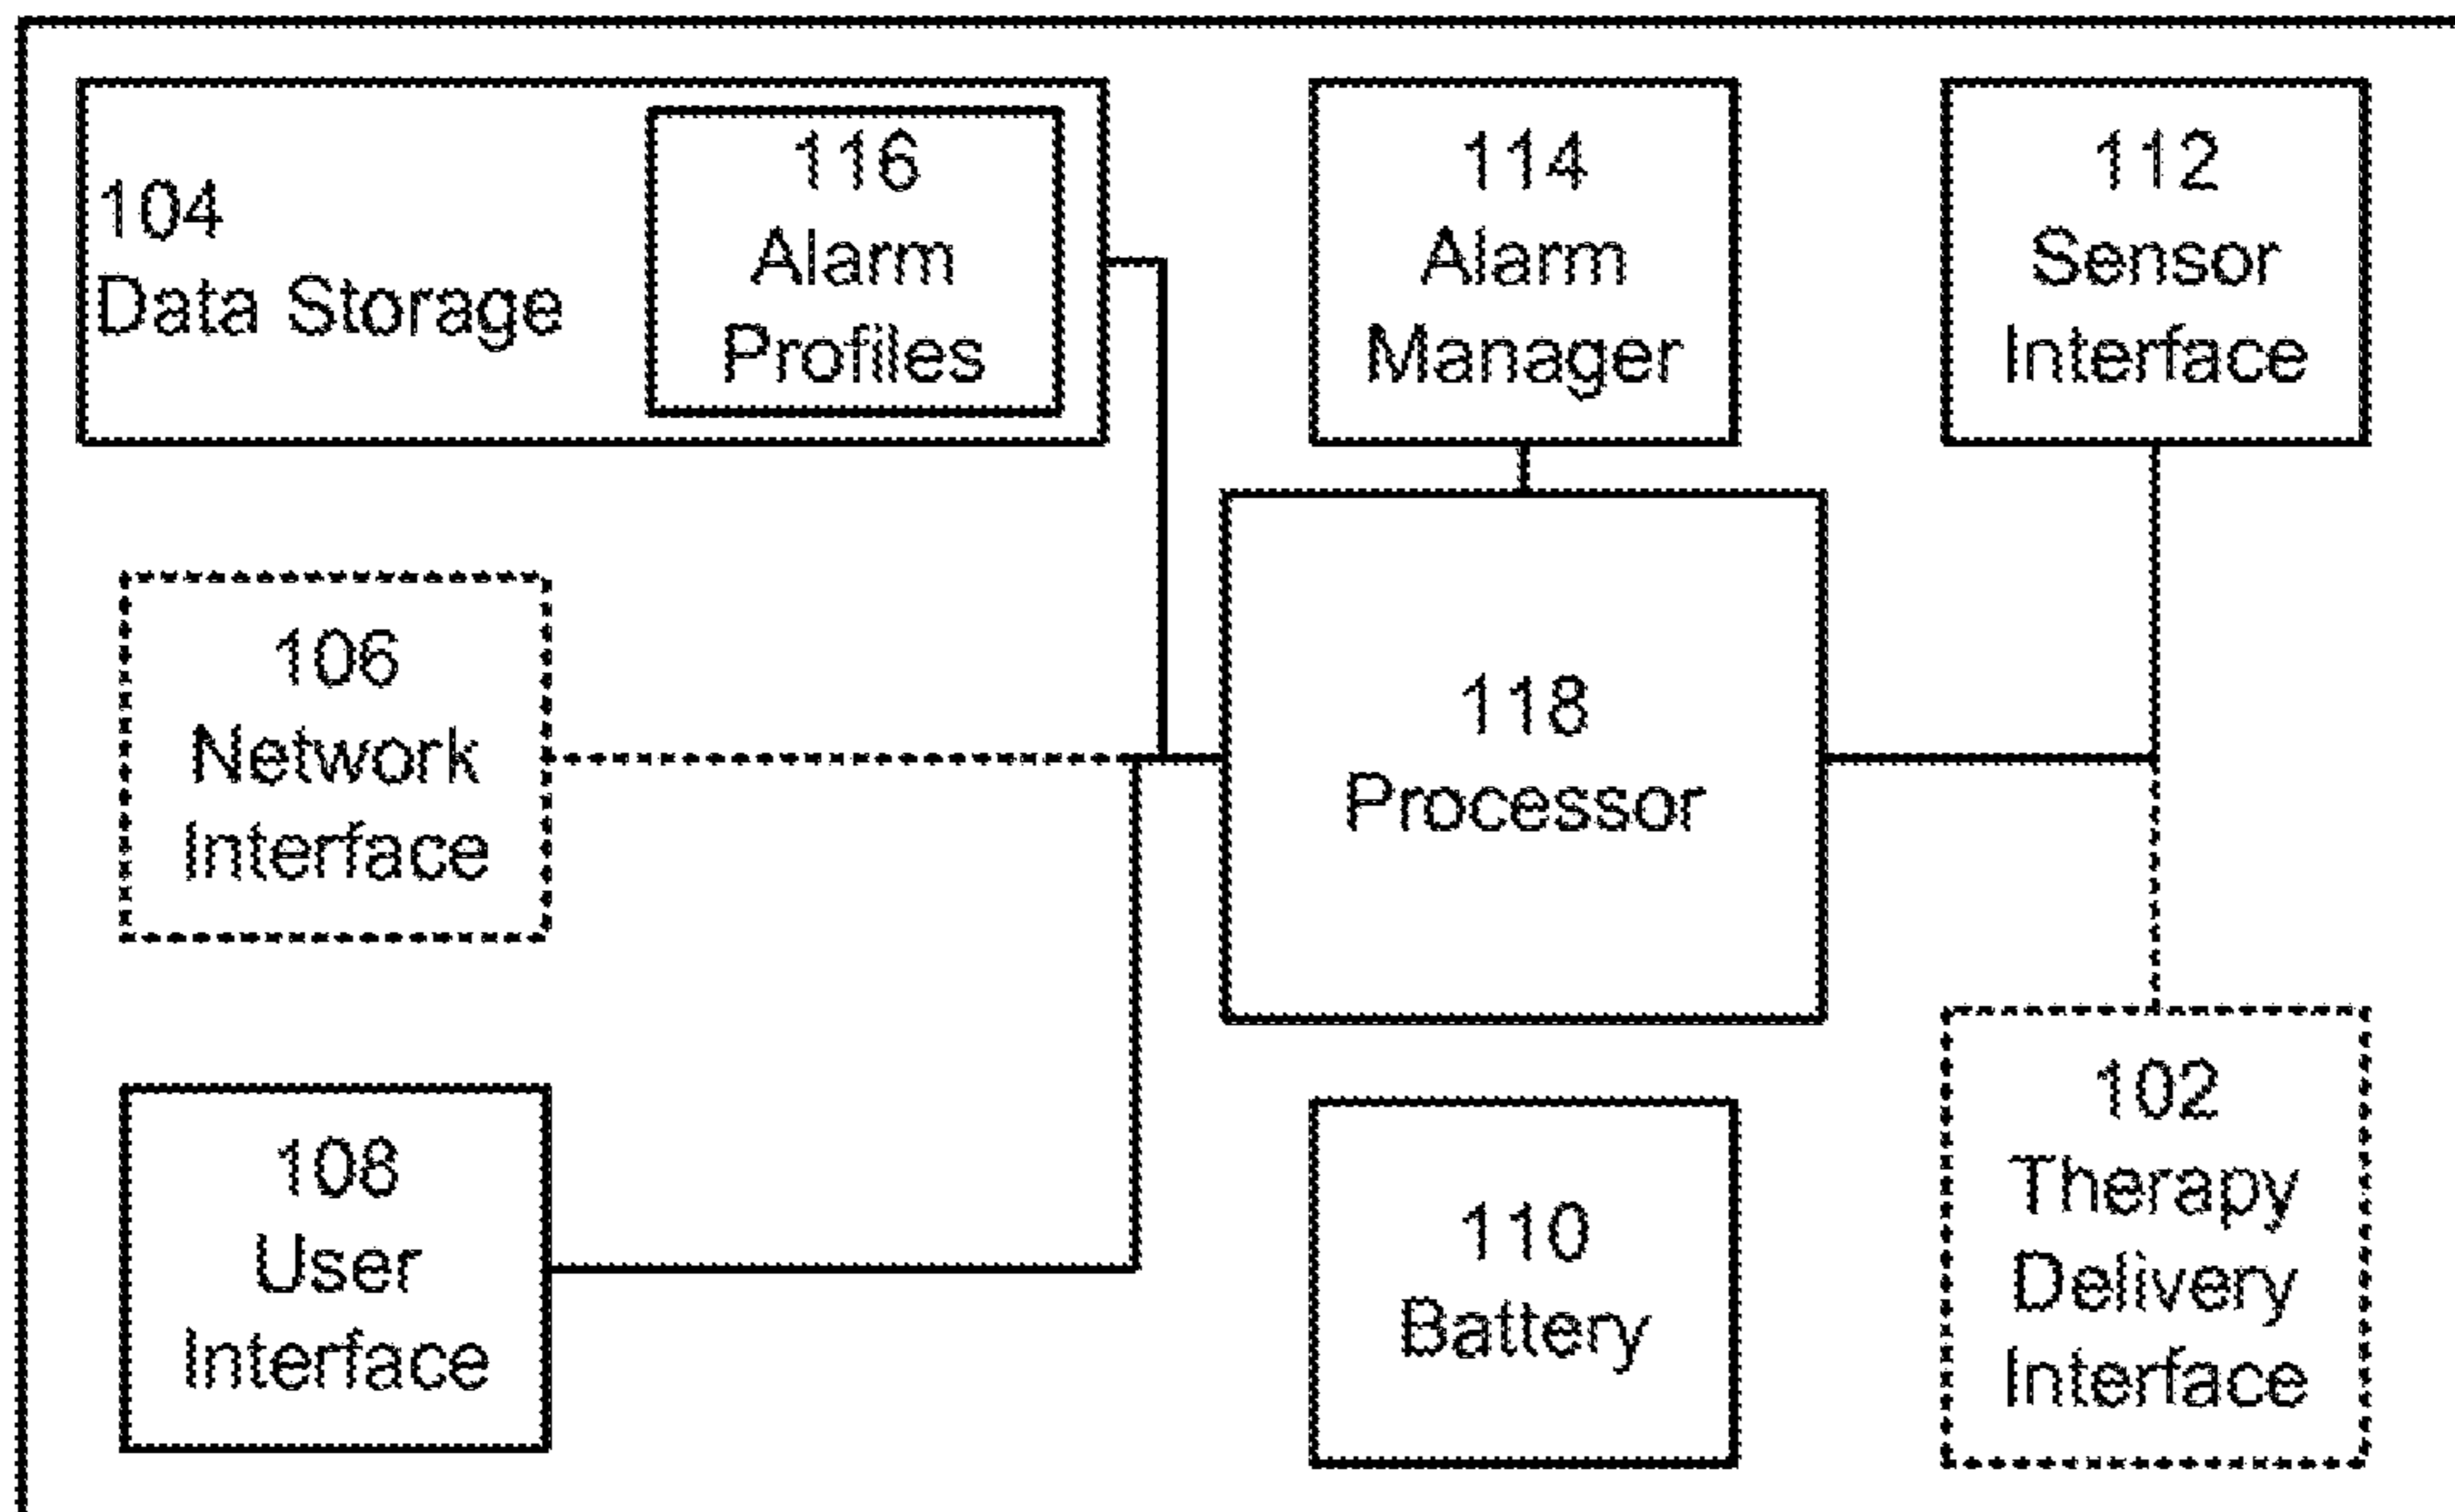 104
Data Storage
116
Alarm
Profiles
114
Alarm
Manager
112
Sensor
Interface
106
Network
Interface
118
Processor
108
User
Interface
110
Battery
102
Therapy
Delivery
Interface